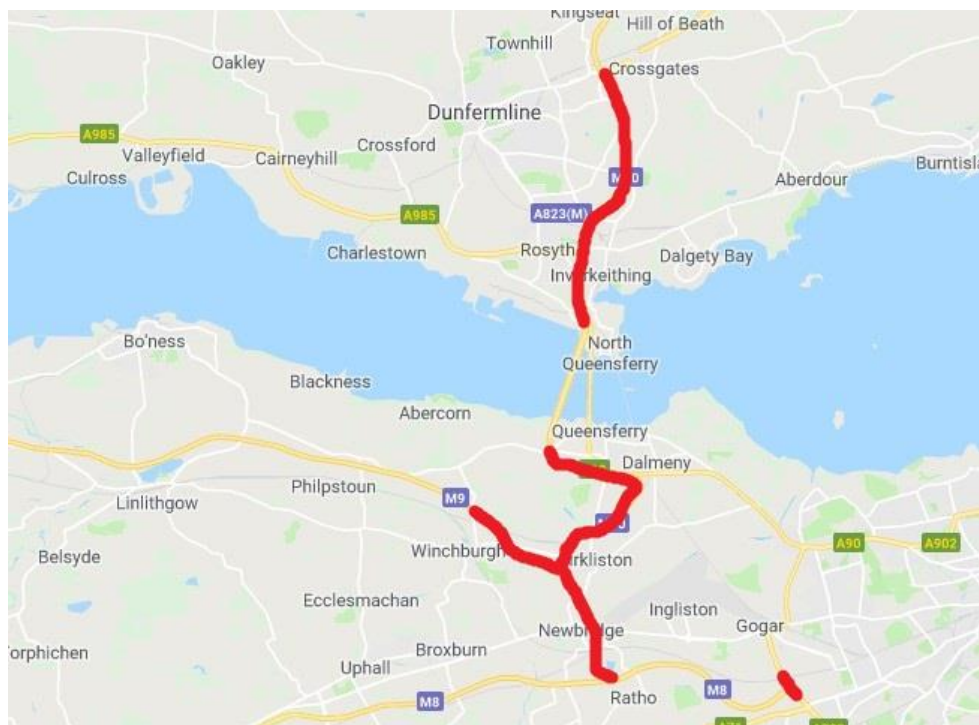 Kingseat
Hill of Beath
Townhill
Oakley
Crossgates
Dunfermline
A985
Crossford
Valleyfield
Cairneyhill
Culross
Burntisla
Aberdour
A823(M)
A985
Rosyth
Charlestown
Dalgety Bay
Inverkeithing
Bo'ness
North
Queensferry
Blackness
Abercorn
Queensferry
Dalmeny
Philpstoun
M9
Linlithgow
Winchburgh
A90
A902
Belsyde
Ecclesmachan
Ingliston
Newbridge
Gogar
Broxburn
Torphichen
Uphall
M8
Ratho
M8